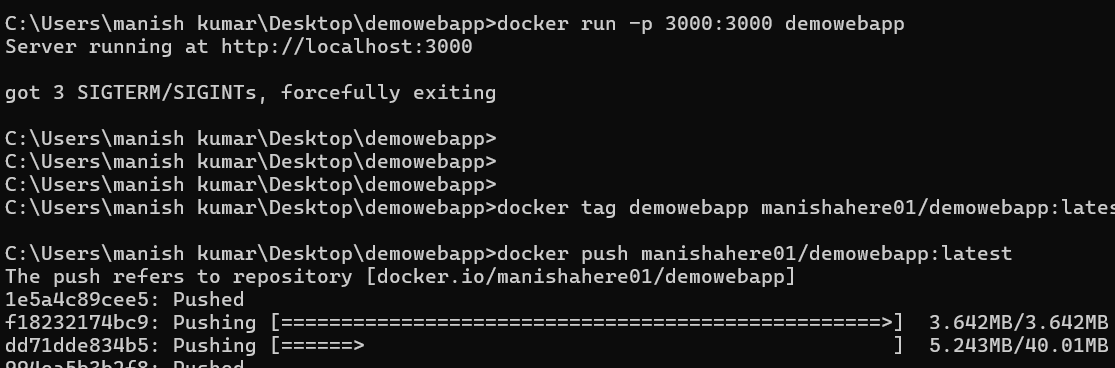 C:\Users\manish kumar\Desktop\demowebapp>docker run -p 3000:3000 demowebapp
Server running at http://localhost:3000
got 3 SIGTERM/SIGINTs, forcefully exiting
C:\Users\manish kumar\Desktop\demowebapp>
C:\Users\manish kumar\Desktop\demowebapp>
C:\Users\manish kumar\Desktop\demowebapp>
C:\Users\manish kumar\Desktop\demowebapp>docker tag demowebapp manishahere01/demowebapp:lates
C:\Users\manish kumar\Desktop\demowebapp>docker push manishahere01/demowebapp:latest
The push refers to repository [docker.io/manishahere01/demowebapp]
1e5a4c89cee5: Pushed
f18232174bc9: Pushing [==================================================>]  3.642MB/3.642MB
dd71dde834b5: Pushing [======>                                            ]  5.243MB/40.01MB
994ea5b3b2f8: Pushed